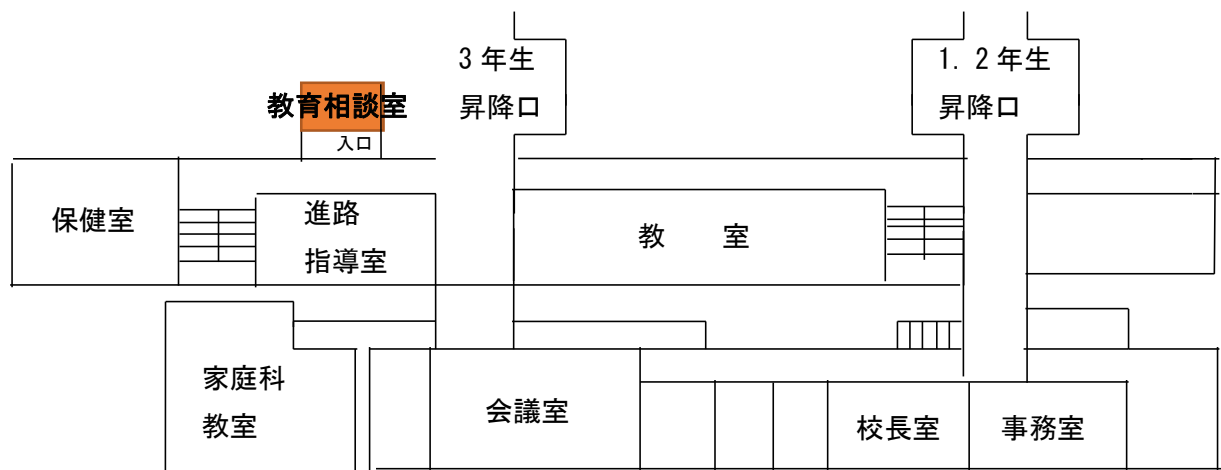 3年生
昇降口
1. 2年生
昇降口
教育相談室
入口
保健室
進路
指導室
教 室
家庭科
教室
会議室
校長室
事務室